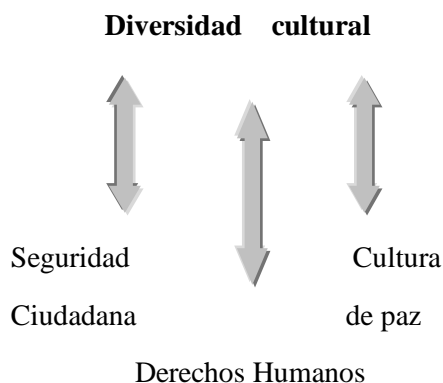 Diversidad cultural
Seguridad Cultura
Ciudadana de paz
Derechos Humanos